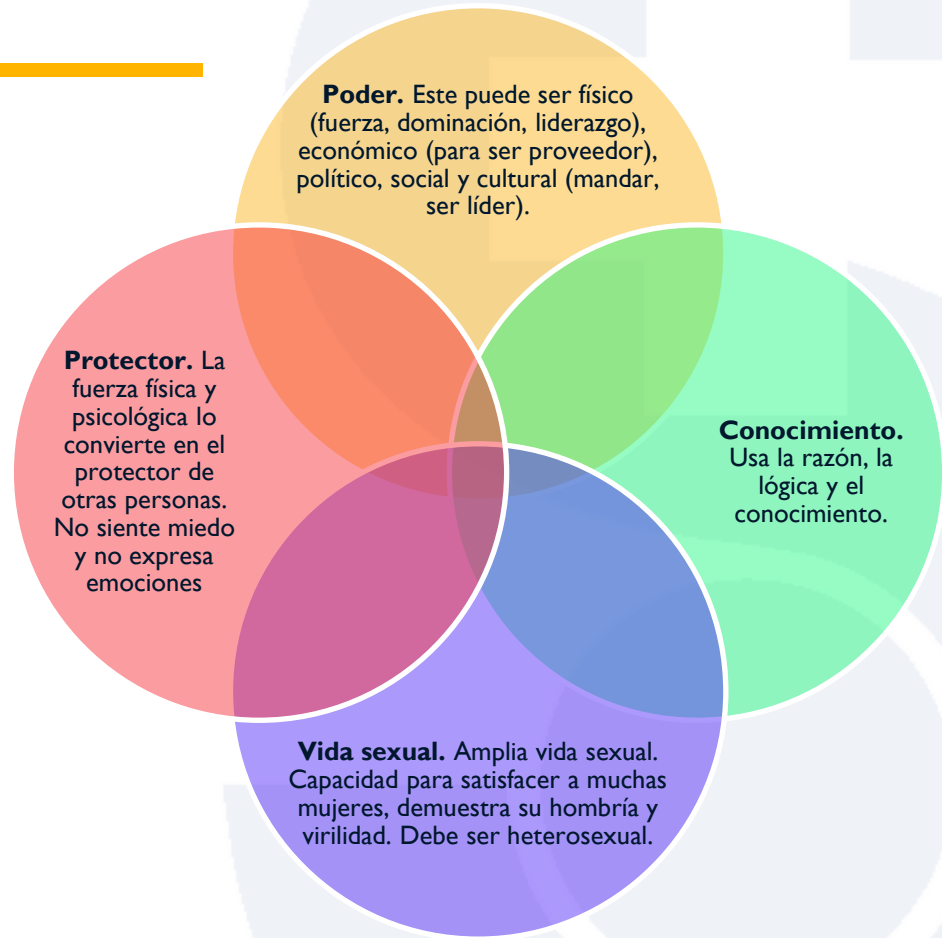 Poder. Este puede ser físico
(fuerza, dominación, liderazgo),
económico (para ser proveedor),
político, social y cultural (mandar,
ser líder).
Protector. La
fuerza física y
psicológica lo
convierte en el
protector de
otras personas.
No siente miedo
y no expresa
emociones
Conocimiento.
Usa la razón, la
lógica y el
conocimiento.
Vida sexual. Amplia vida sexual.
Capacidad para satisfacer a muchas
mujeres, demuestra su hombría y
virilidad. Debe ser heterosexual.